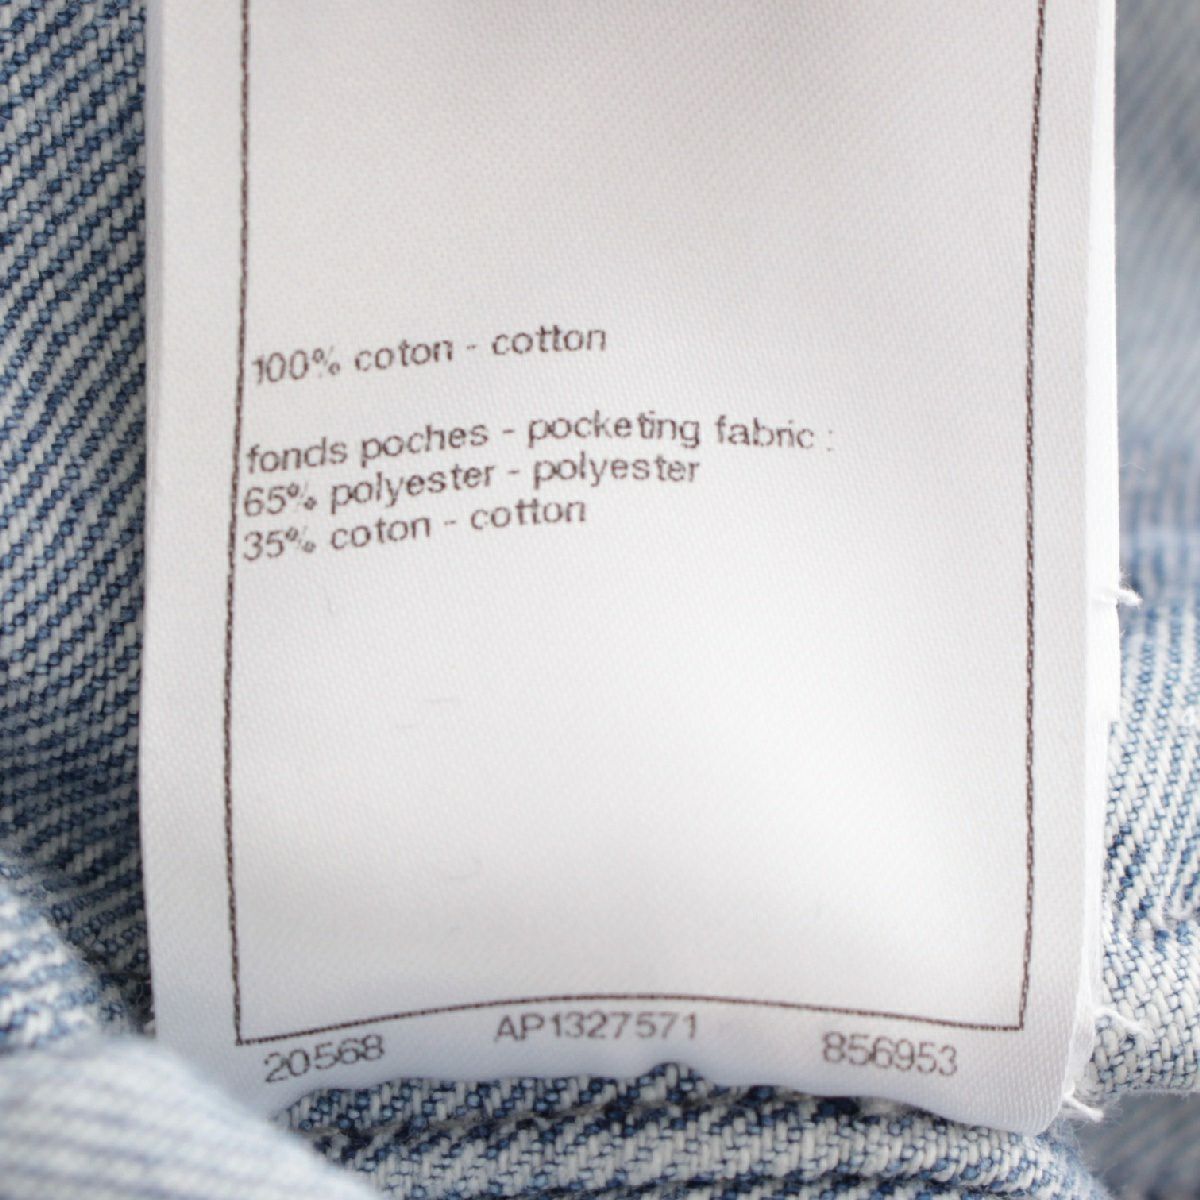 100% coton - cotton
fonds poches - pocketing fabric :
65% polyester - polyester
35% coton - cotton
20568 AP1327571 856953